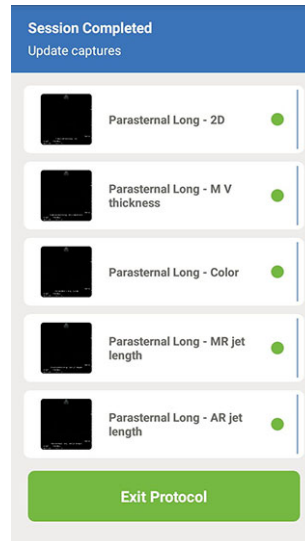 Session Completed
Update captures
Parasternal Long - 2D
Parasternal Long - M V
thickness
Parasternal Long - Color
Parasternal Long - MR jet
length
Parasternal Long - AR jet
length
Exit Protocol